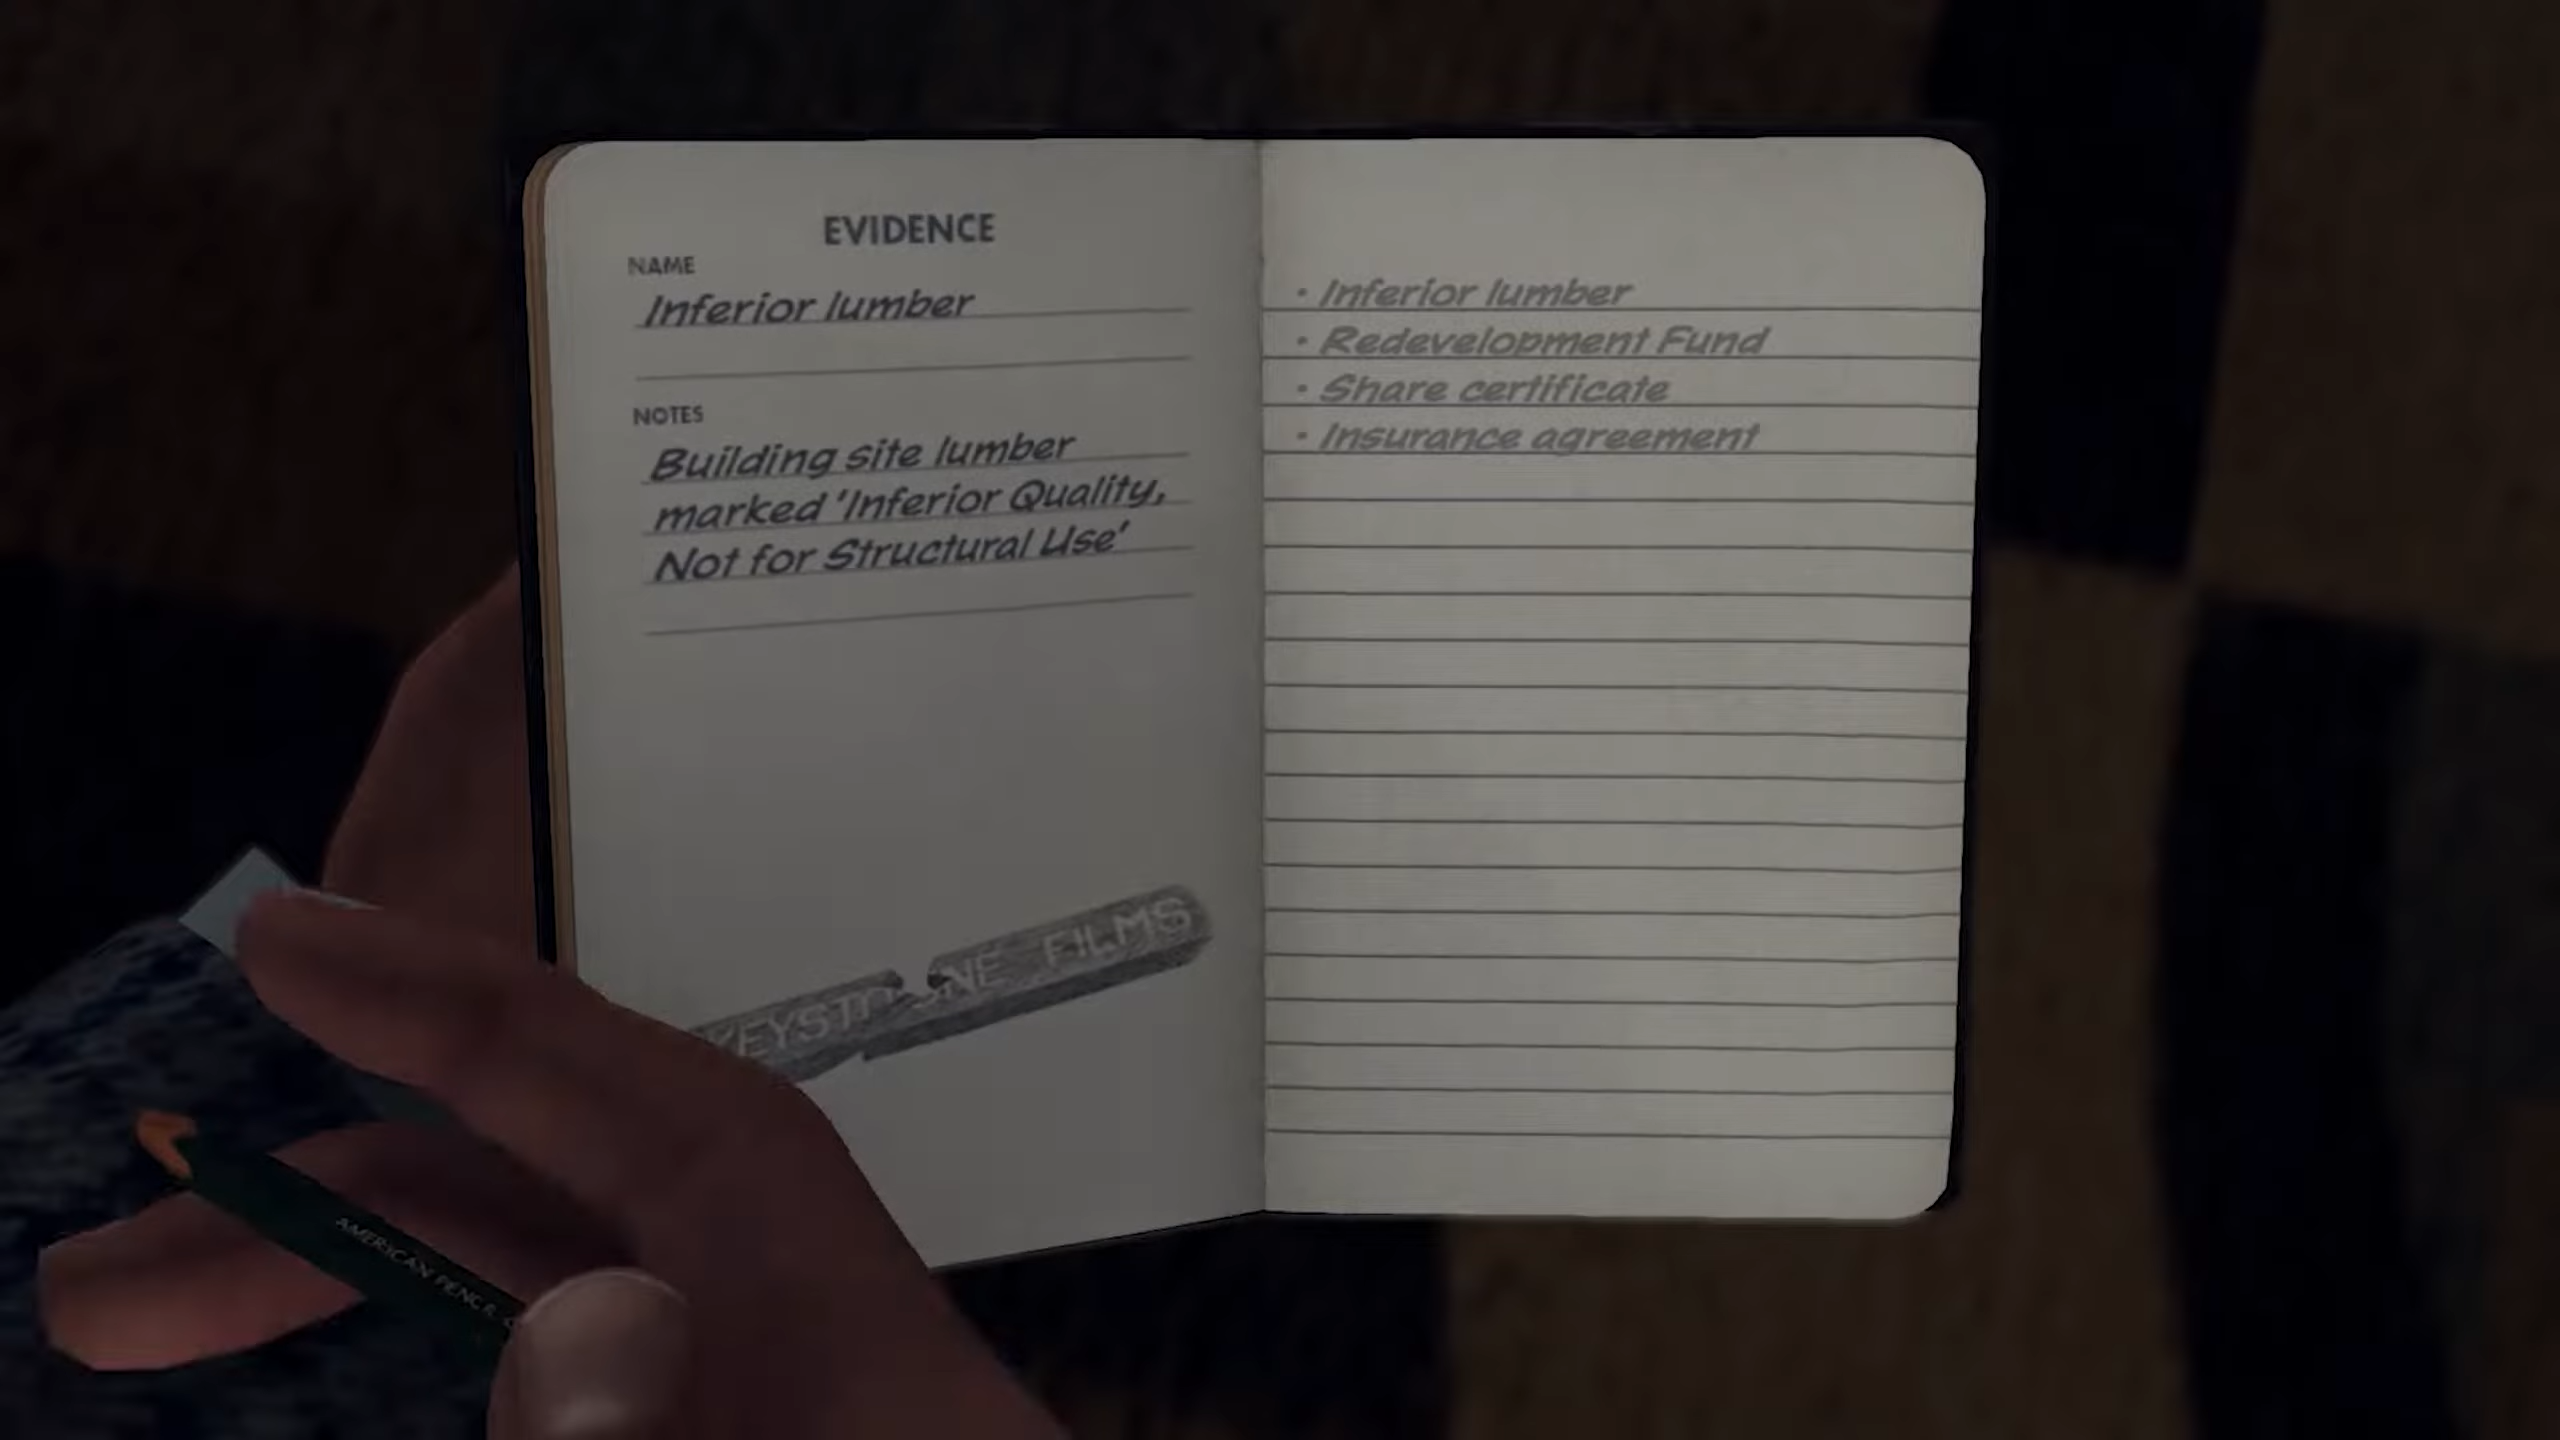 EVIDENCE
NAME
Inferior lumber
NOTES
Building site lumber
marked 'Inferior Quality,
Not for Structural Use'
FILMS
• Inferior lumber
• Redevelopment Fund
• Share certificate
• Insurance agreement
AMERICAN